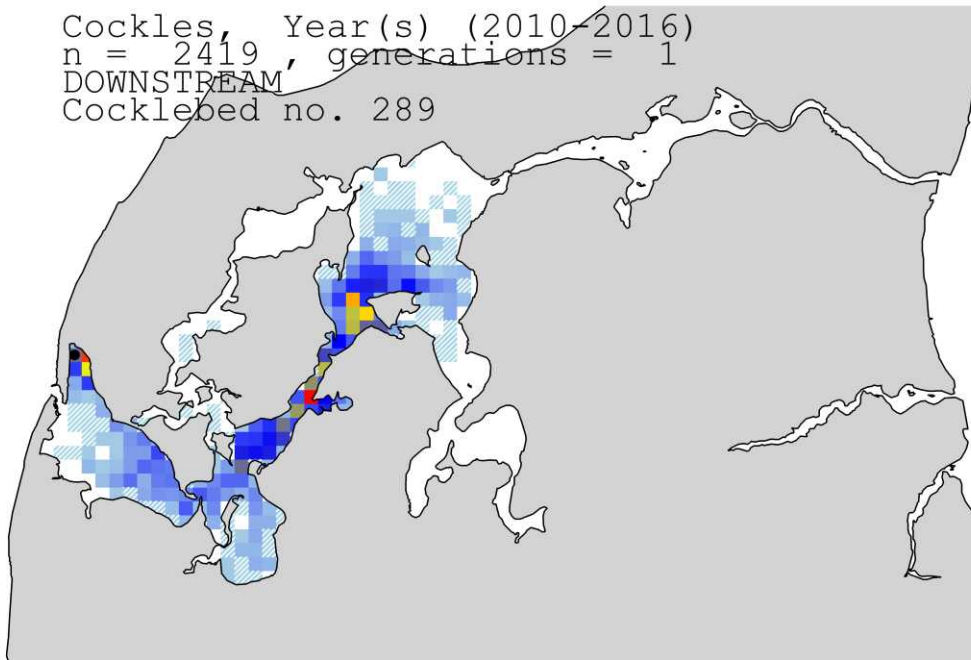 Cockles, Year(s) (2010-2016)
n = 2419 , generations = 1
DOWNSTREAM
Cocklebed no. 289